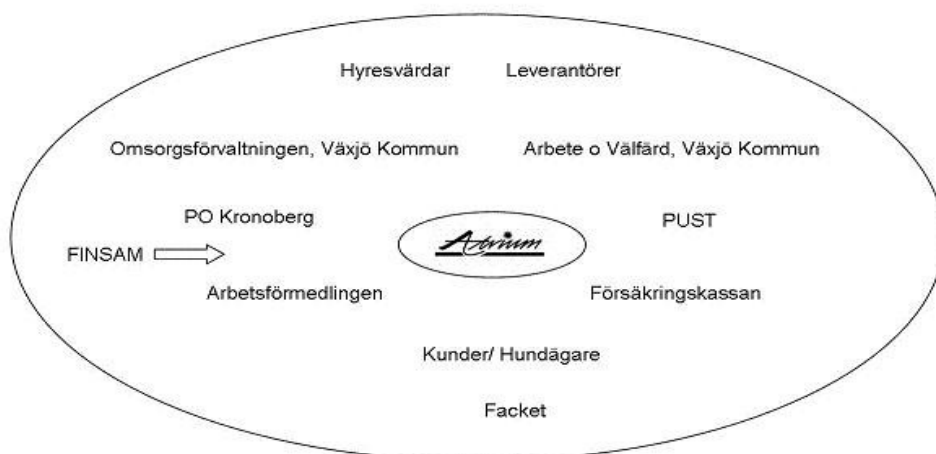 Hyresvärdar Leverantörer
Omsorgsförvaltningen, Växjö Kommun Arbete o Välfärd, Växjö Kommun
PO Kronoberg PUST
Atrium
FINSAM
Arbetsförmedlingen Försäkringskassan
Kunder/ Hundägare
Facket